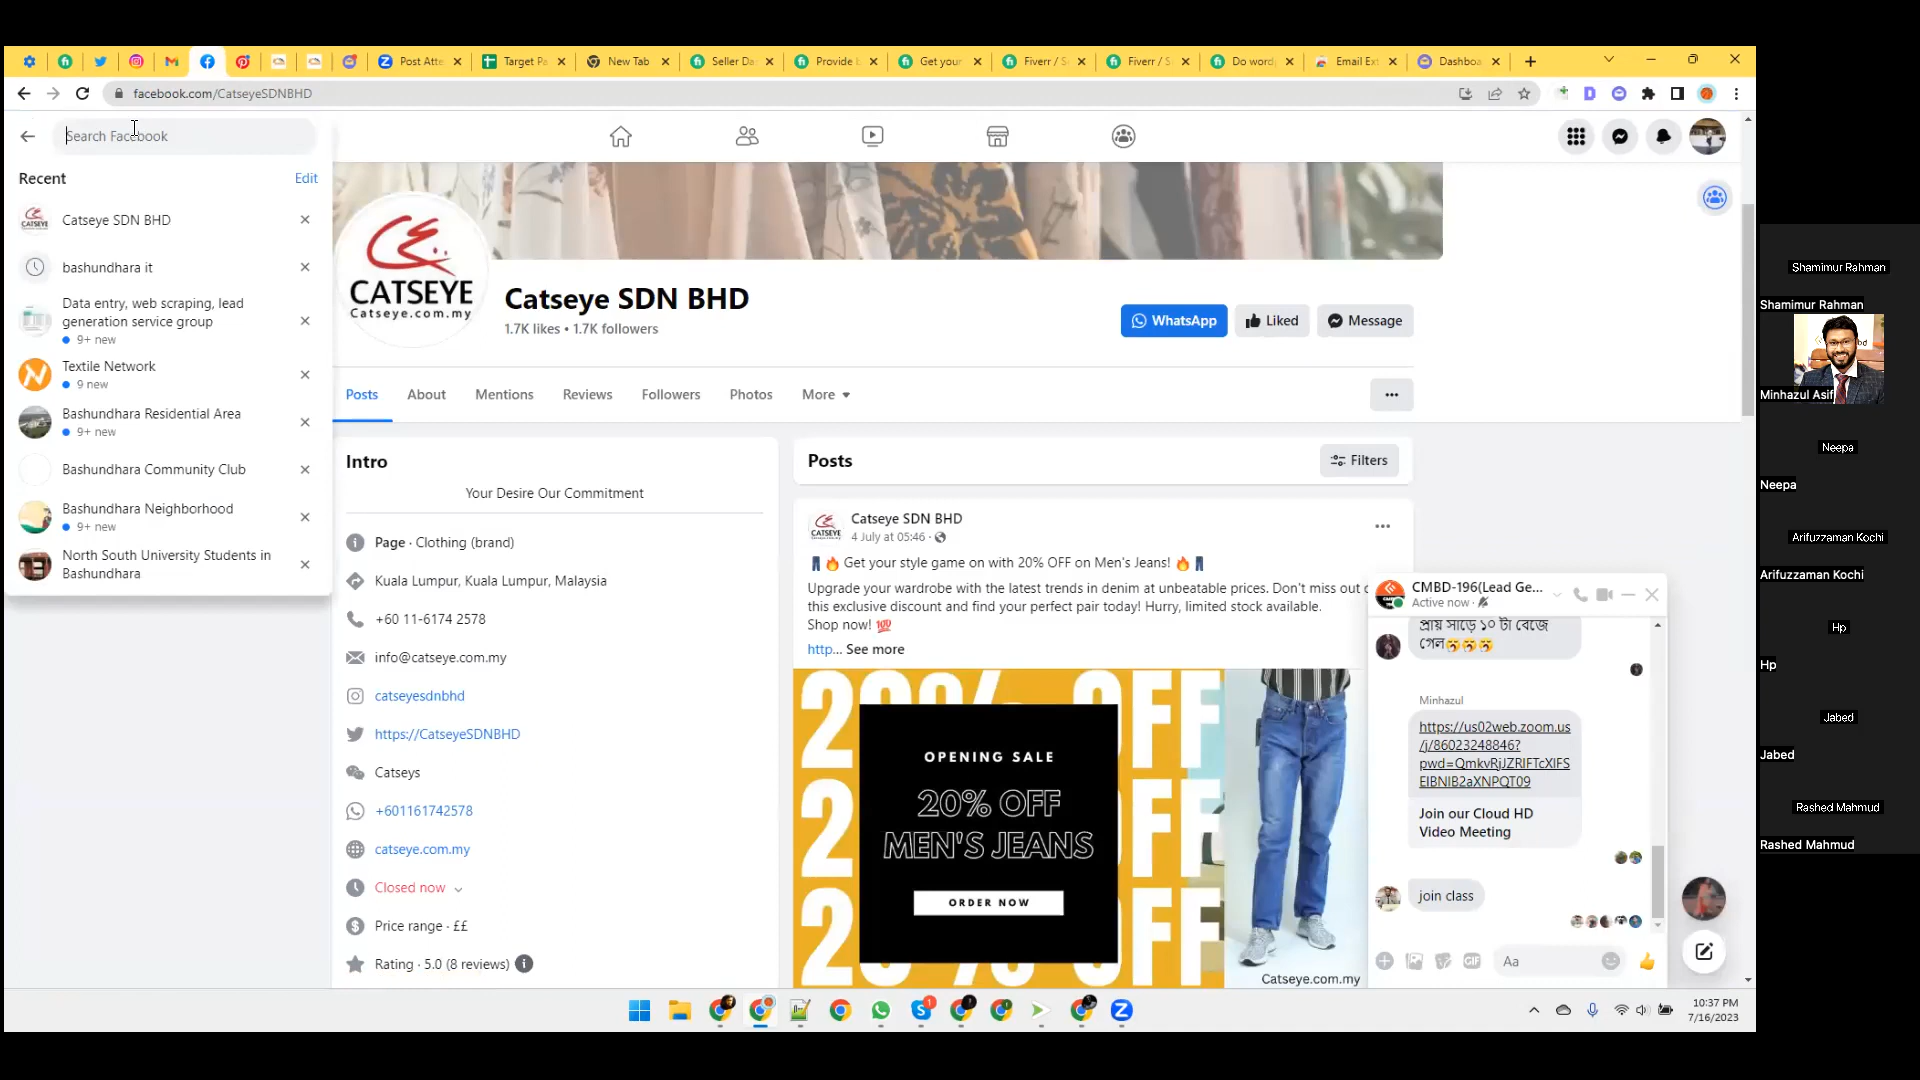 Post Atte
Target Pa
New Tab
Seller Da
Provide b
Get your
Fiverr / S
Fiverr / S
Do word
Email Ext
Dashboa
facebook.com/CatseyeSDNBHD
Search Facebook
Recent
Edit
Catseye SDN BHD
bashundhara it
Data entry, web scraping, lead
generation service group
9+ new
Textile Network
9 new
Bashundhara Residential Area
9+ new
Bashundhara Community Club
Bashundhara Neighborhood
9+ new
North South University Students in
Bashundhara
CATSEYE
Catseye.com.my
Catseye SDN BHD
1.7K likes • 1.7K followers
WhatsApp
Liked
Message
Posts
About
Mentions
Reviews
Followers
Photos
More
Intro
Your Desire Our Commitment
Page · Clothing (brand)
Kuala Lumpur, Kuala Lumpur, Malaysia
+60 11-6174 2578
info@catseye.com.my
catseyesdnbhd
https://CatseyeSDNBHD
Catseys
+601161742578
catseye.com.my
Closed now
Price range · ££
Rating · 5.0 (8 reviews)
Posts
Filters
Catseye SDN BHD
4 July at 05:46 ·
👖🔥 Get your style game on with 20% OFF on Men's Jeans! 🔥👖
Upgrade your wardrobe with the latest trends in denim at unbeatable prices. Don't miss out
this exclusive discount and find your perfect pair today! Hurry, limited stock available.
Shop now! 💯
http... See more
20% OFF
OPENING SALE
20% OFF
MEN'S JEANS
ORDER NOW
Catseye.com.my
CMBD-196(Lead Ge...
Active now ·
প্রায় সাড়ে ১০ টা বেজে
গেল🥱🥱🥱
Minhazul
https://us02web.zoom.us
/j/86023248846?
pwd=QmkvRjJZRlFTcXlFS
ElBNlB2aXNPQT09
Join our Cloud HD
Video Meeting
join class
GIF
Aa
10:37 PM
7/16/2023
Shamimur Rahman
Shamimur Rahman
Minhazul Asif
Neepa
Neepa
Arifuzzaman Kochi
Arifuzzaman Kochi
Hp
Hp
Jabed
Jabed
Rashed Mahmud
Rashed Mahmud